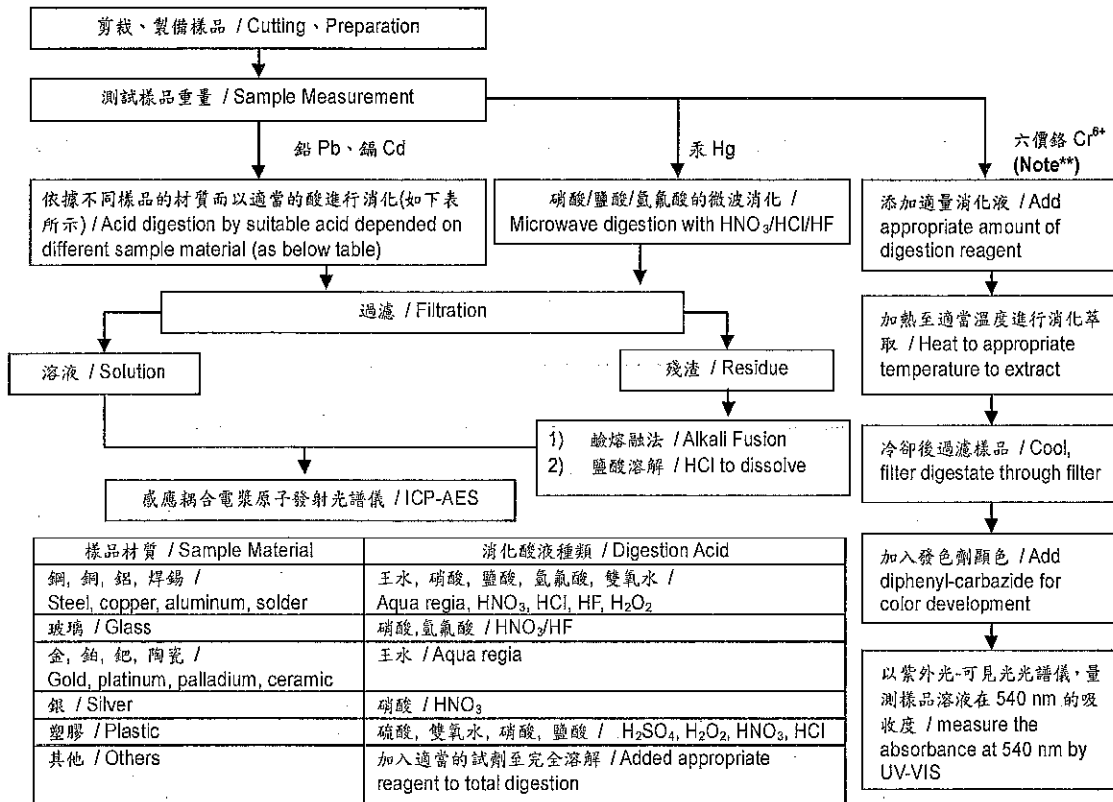 剪裁、製備樣品 / Cutting、Preparation
測試樣品重量 / Sample Measurement
鉛 Pb、鎘 Cd
汞 Hg
六價鉻 Cr⁶⁺
(Note**)
依據不同樣品的材質而以適當的酸進行消化(如下表
所示) / Acid digestion by suitable acid depended on
different sample material (as below table)
硝酸/鹽酸/氫氟酸的微波消化 /
Microwave digestion with HNO₃/HCl/HF
添加適量消化液 / Add
appropriate amount of
digestion reagent
過濾 / Filtration
加熱至適當溫度進行消化萃
取 / Heat to appropriate
temperature to extract
溶液 / Solution
殘渣 / Residue
1) 鹼熔融法 / Alkali Fusion
2) 鹽酸溶解 / HCl to dissolve
冷卻後過濾樣品 / Cool,
filter digestate through filter
感應耦合電漿原子發射光譜儀 / ICP-AES
加入發色劑顯色 / Add
diphenyl-carbazide for
color development
以紫外光-可見光光譜儀,量
測樣品溶液在 540 nm 的吸
收度 / measure the
absorbance at 540 nm by
UV-VIS
樣品材質 / Sample Material 消化酸液種類 / Digestion Acid
鋼, 銅, 鋁, 焊錫 / 王水, 硝酸, 鹽酸, 氫氟酸, 雙氧水 /
Steel, copper, aluminum, solder Aqua regia, HNO₃, HCl, HF, H₂O₂
玻璃 / Glass 硝酸,氫氟酸 / HNO₃/HF
金, 鉑, 鈀, 陶瓷 / 王水 / Aqua regia
Gold, platinum, palladium, ceramic
銀 / Silver 硝酸 / HNO₃
塑膠 / Plastic 硫酸, 雙氧水, 硝酸, 鹽酸 / H₂SO₄, H₂O₂, HNO₃, HCl
其他 / Others 加入適當的試劑至完全溶解 / Added appropriate
reagent to total digestion